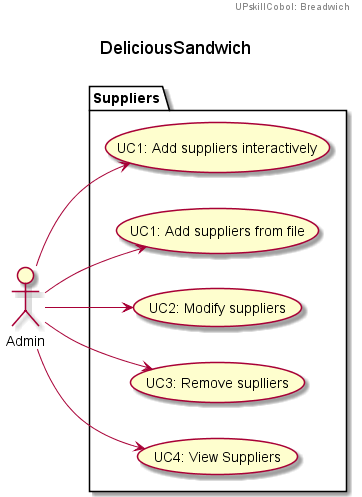 UPskillCobol: Breadwich
DeliciousSandwich
Suppliers
UC1: Add suppliers interactively
UC1: Add suppliers from file
UC2: Modify suppliers
Admin
UC3: Remove suplliers
UC4: View Suppliers